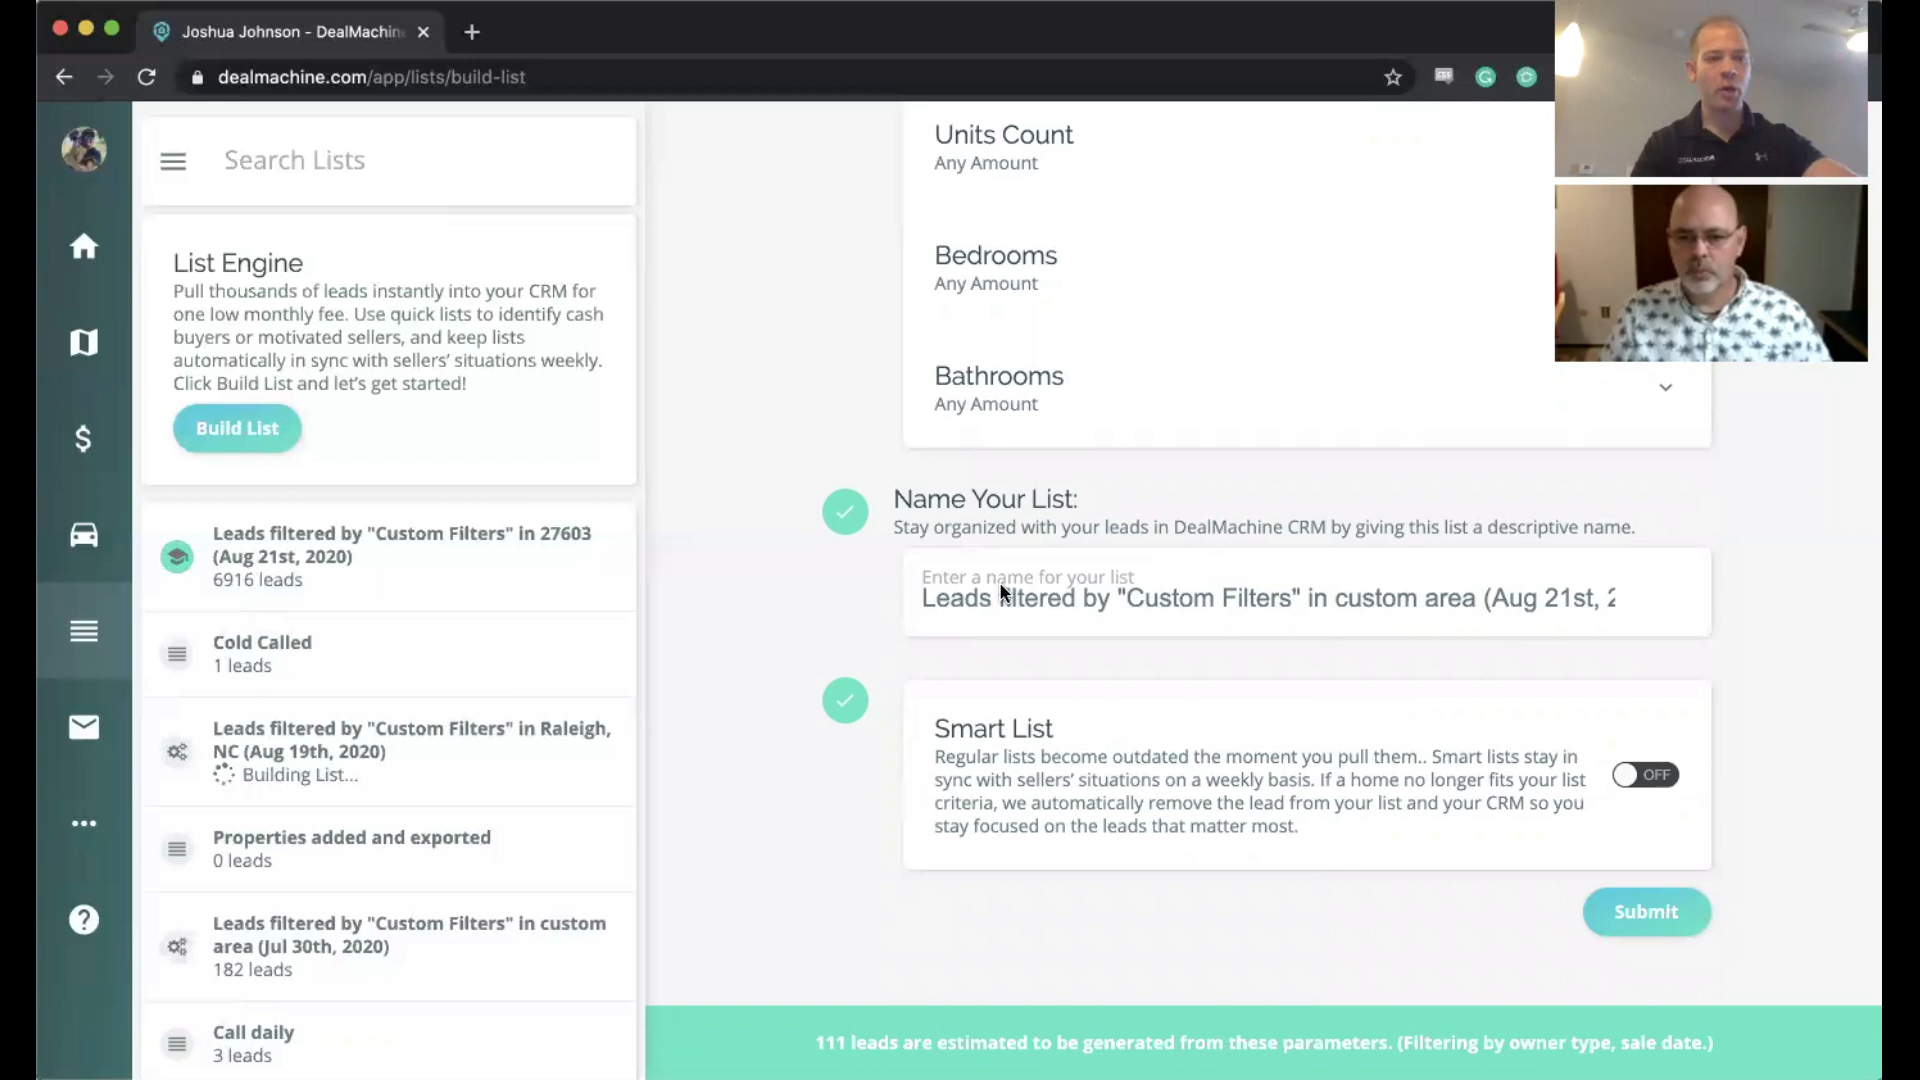 Joshua Johnson - DealMachin
dealmachine.com/app/lists/build-list
Search Lists
List Engine
Pull thousands of leads instantly into your CRM for
one low monthly fee. Use quick lists to identify cash
buyers or motivated sellers, and keep lists
automatically in sync with sellers' situations weekly.
Click Build List and let's get started!
Build List
Leads filtered by "Custom Filters" in 27603
(Aug 21st, 2020)
6916 leads
Cold Called
1 leads
Leads filtered by "Custom Filters" in Raleigh,
NC (Aug 19th, 2020)
Building List...
Properties added and exported
0 leads
Leads filtered by "Custom Filters" in custom
area (Jul 30th, 2020)
182 leads
Call daily
3 leads
Units Count
Any Amount
Bedrooms
Any Amount
Bathrooms
Any Amount
Name Your List:
Stay organized with your leads in DealMachine CRM by giving this list a descriptive name.
Enter a name for your list
Leads filtered by "Custom Filters" in custom area (Aug 21st, 2
Smart List
Regular lists become outdated the moment you pull them.. Smart lists stay in
sync with sellers' situations on a weekly basis. If a home no longer fits your list
criteria, we automatically remove the lead from your list and your CRM so you
stay focused on the leads that matter most.
OFF
Submit
111 leads are estimated to be generated from these parameters. (Filtering by owner type, sale date.)